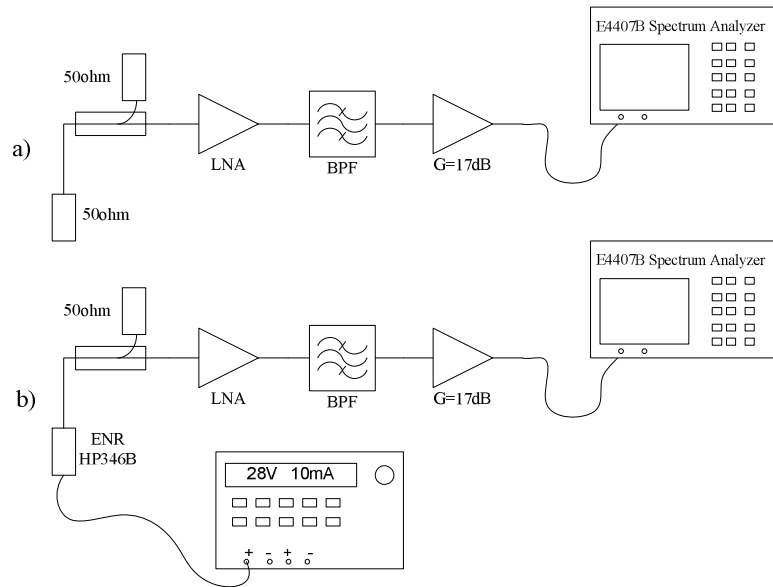 E4407B Spectrum Analyzer
50ohm
LNA
BPF
G=17dB
a)
50ohm
E4407B Spectrum Analyzer
50ohm
LNA
BPF
G=17dB
b)
ENR
HP346B
28V 10mA
+ - + -